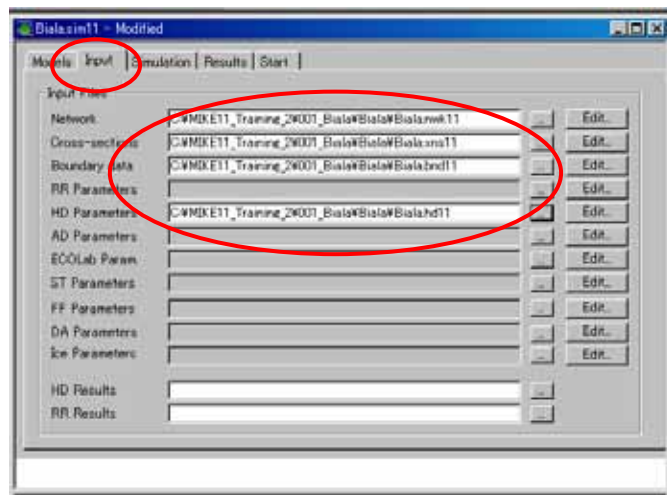 Biala.sim11 - Modified
Models Input Simulation Results Start
Input Files
Network C:¥MIKE11_Training_2¥001_Biala¥Biala¥Biala.nwk11 ... Edit...
Cross-sections C:¥MIKE11_Training_2¥001_Biala¥Biala¥Biala.xns11 ... Edit...
Boundary data C:¥MIKE11_Training_2¥001_Biala¥Biala¥Biala.bnd11 ... Edit...
RR Parameters ... Edit...
HD Parameters C:¥MIKE11_Training_2¥001_Biala¥Biala¥Biala.hd11 ... Edit...
AD Parameters ... Edit...
ECOLab Param. ... Edit...
ST Parameters ... Edit...
FF Parameters ... Edit...
DA Parameters ... Edit...
Ice Parameters ... Edit...
HD Results ...
RR Results ...